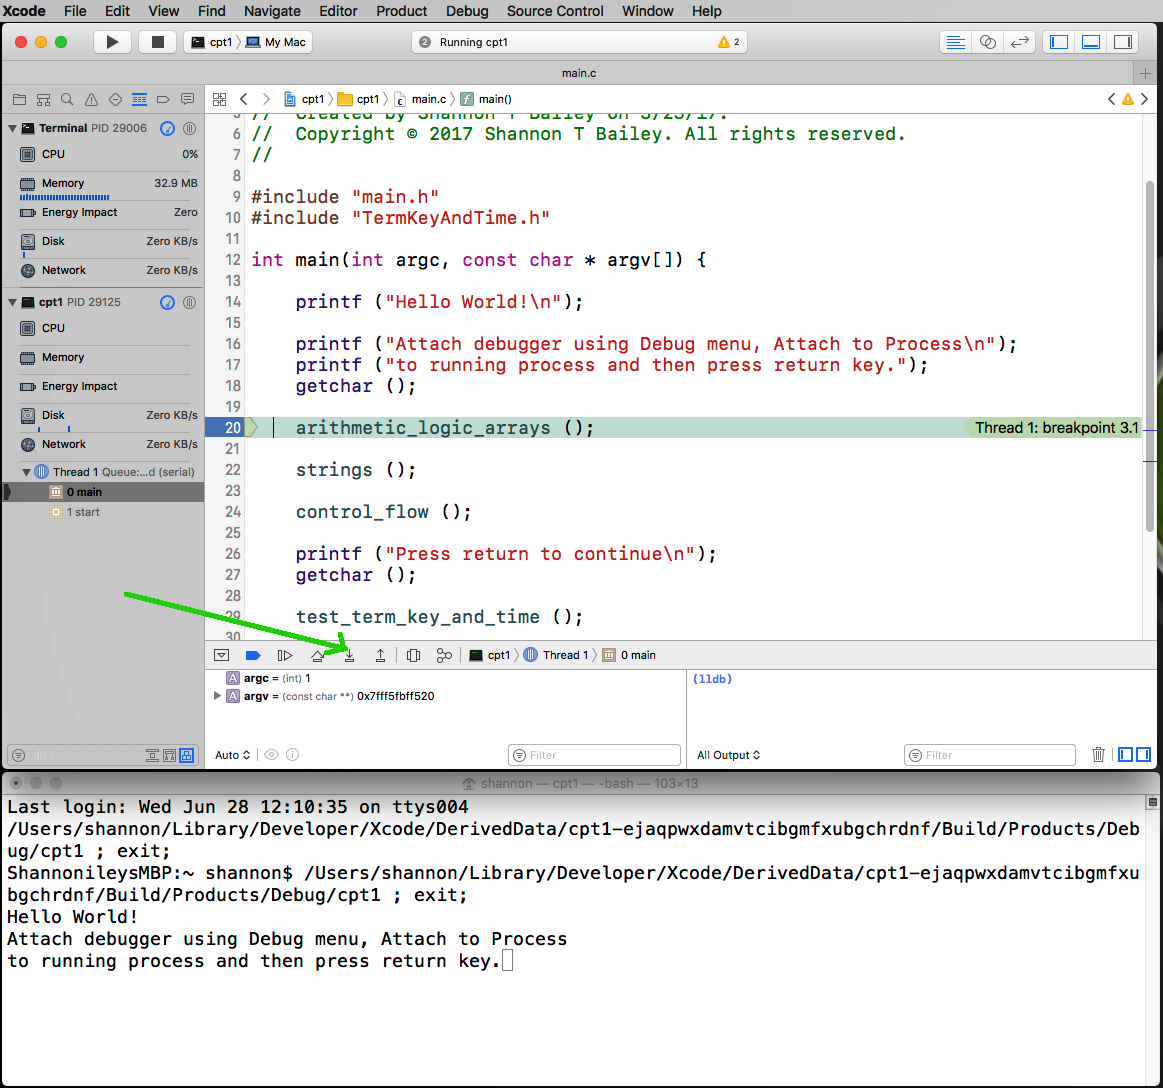 Xcode File Edit View Find Navigate Editor Product Debug Source Control Window Help
cpt1 My Mac 2 Running cpt1 2
main.c
cpt1 cpt1 main.c main()
Terminal PID 29006
CPU 0%
Memory 32.9 MB
Energy Impact Zero
Disk Zero KB/s
Network Zero KB/s
cpt1 PID 29125
CPU
Memory
Energy Impact
Disk Zero KB/s
Network Zero KB/s
Thread 1 Queue:...d (serial)
0 main
1 start
5 // Created by Shannon T Bailey on 5/23/17.
6 // Copyright © 2017 Shannon T Bailey. All rights reserved.
7 //
8
9 #include "main.h"
10 #include "TermKeyAndTime.h"
11
12 int main(int argc, const char * argv[]) {
13
14 printf ("Hello World!\n");
15
16 printf ("Attach debugger using Debug menu, Attach to Process\n");
17 printf ("to running process and then press return key.");
18 getchar ();
19
20 arithmetic_logic_arrays (); Thread 1: breakpoint 3.1
21
22 strings ();
23
24 control_flow ();
25
26 printf ("Press return to continue\n");
27 getchar ();
28
29 test_term_key_and_time ();
30
cpt1 Thread 1 0 main
A argc = (int) 1
A argv = (const char **) 0x7fff5fbff520
(lldb)
Auto Filter All Output Filter
shannon — cpt1 — -bash — 103×13
Last login: Wed Jun 28 12:10:35 on ttys004
/Users/shannon/Library/Developer/Xcode/DerivedData/cpt1-ejaqpwxdamvtcibgmfxubgchrdnf/Build/Products/Deb
ug/cpt1 ; exit;
ShannonileysMBP:~ shannon$ /Users/shannon/Library/Developer/Xcode/DerivedData/cpt1-ejaqpwxdamvtcibgmfxu
bgchrdnf/Build/Products/Debug/cpt1 ; exit;
Hello World!
Attach debugger using Debug menu, Attach to Process
to running process and then press return key.